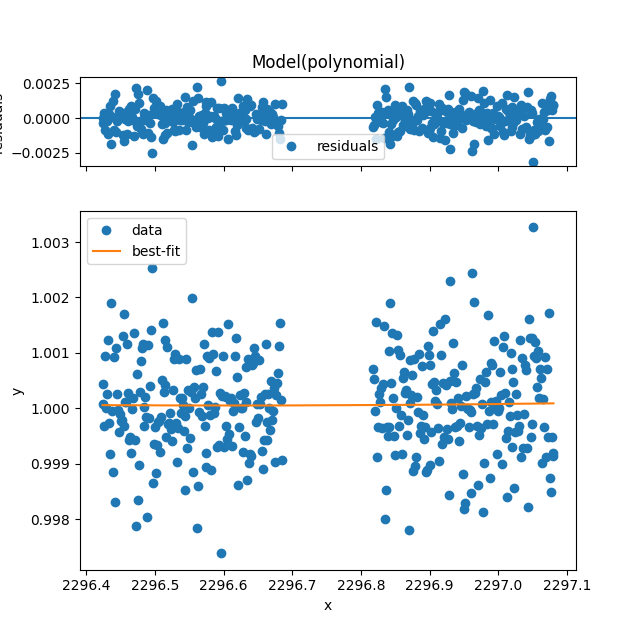 Model(polynomial)
0.0025
0.0000
−0.0025
residuals
residuals
data
best-fit
1.003
1.002
1.001
1.000
0.999
0.998
y
2296.4 2296.5 2296.6 2296.7 2296.8 2296.9 2297.0 2297.1
x